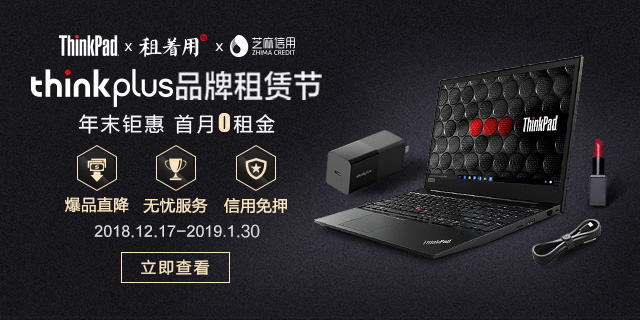 ThinkPad x 租着用 x 芝麻信用 ZHIMA CREDIT
thinkplus品牌租赁节
年末钜惠 首月0租金
爆品直降 无忧服务 信用免押
2018.12.17-2019.1.30
立即查看
ThinkPad
thinkplus
ThinkPad